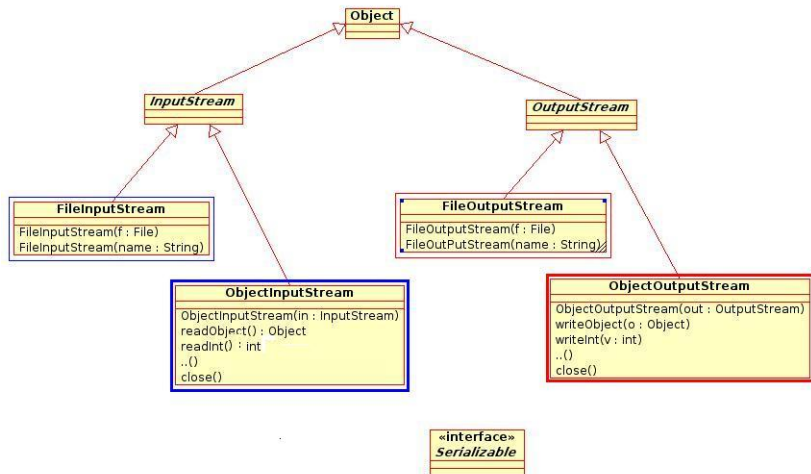 Object
InputStream
OutputStream
FileInputStream
FileInputStream(f : File)
FileInputStream(name : String)
FileOutputStream
FileOutputStream(f : File)
FileOutPutStream(name : String)
ObjectInputStream
ObjectInputStream(in : InputStream)
readObject() : Object
readInt() : int
..()
close()
ObjectOutputStream
ObjectOutputStream(out : OutputStream)
writeObject(o : Object)
writeInt(v : int)
..()
close()
«interface»
Serializable